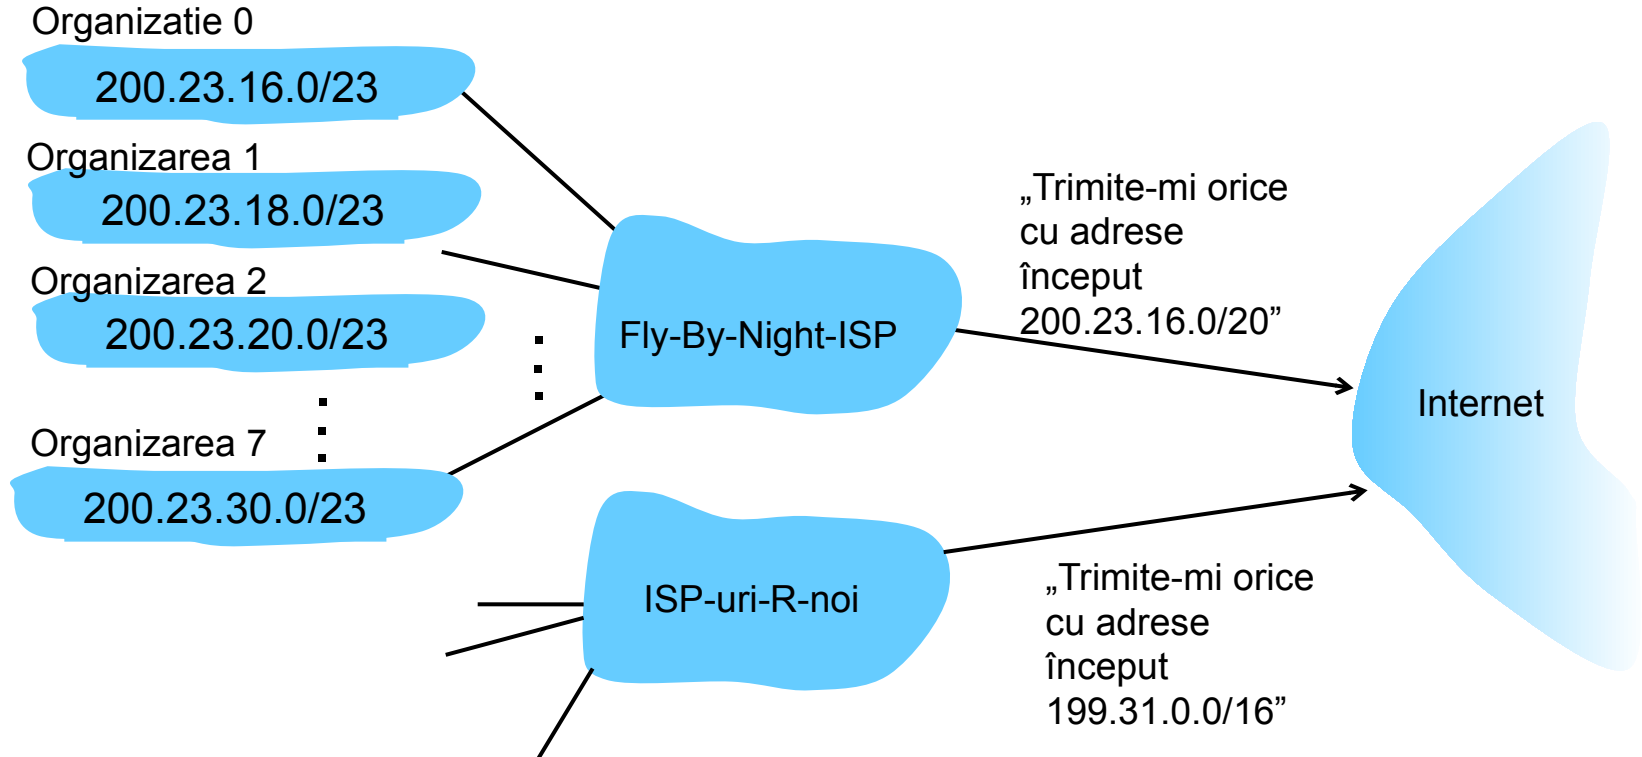 Organizatie 0
200.23.16.0/23
Organizarea 1
200.23.18.0/23
Organizarea 2
200.23.20.0/23
Organizarea 7
200.23.30.0/23
Fly-By-Night-ISP
„Trimite-mi orice
cu adrese
început
200.23.16.0/20”
Internet
ISP-uri-R-noi
„Trimite-mi orice
cu adrese
început
199.31.0.0/16”